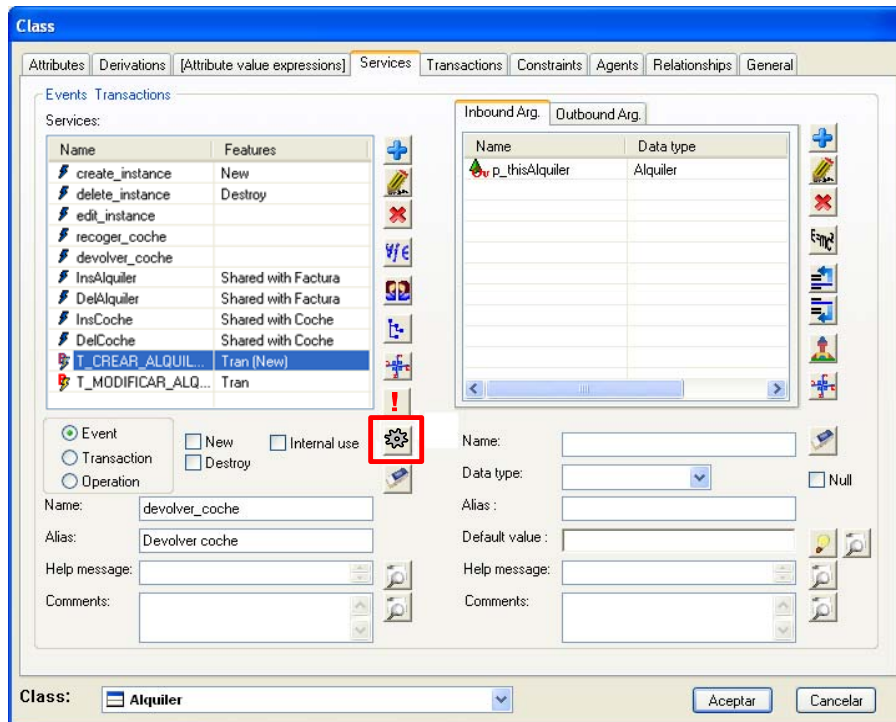 Class
Attributes Derivations [Attribute value expressions] Services Transactions Constraints Agents Relationships General
Events Transactions
Services:
Name Features
create_instance New
delete_instance Destroy
edit_instance
recoger_coche
devolver_coche
InsAlquiler Shared with Factura
DelAlquiler Shared with Factura
InsCoche Shared with Coche
DelCoche Shared with Coche
T_CREAR_ALQUIL... Tran (New)
T_MODIFICAR_ALQ... Tran
Inbound Arg. Outbound Arg.
Name Data type
p_thisAlquiler Alquiler
E=mc²
Event
Transaction
Operation
New
Destroy
Internal use
Name: devolver_coche
Alias: Devolver coche
Help message:
Comments:
Name:
Data type:
Null
Alias :
Default value :
Help message:
Comments:
Class: Alquiler
Aceptar Cancelar